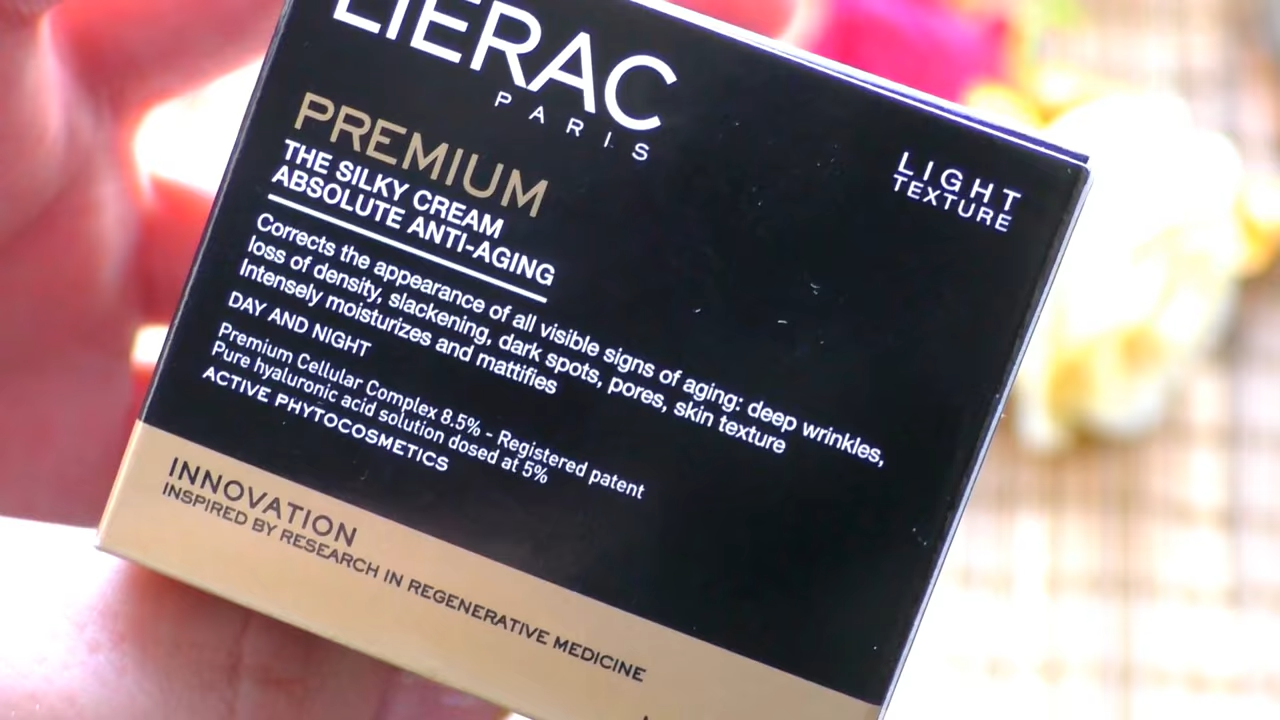 LIERAC
PARIS
PREMIUM
THE SILKY CREAM
ABSOLUTE ANTI-AGING
LIGHT
TEXTURE
Corrects the appearance of all visible signs of aging: deep wrinkles,
loss of density, slackening, dark spots, pores, skin texture
Intensely moisturizes and mattifies
DAY AND NIGHT
Premium Cellular Complex 8.5% - Registered patent
Pure hyaluronic acid solution dosed at 5%
ACTIVE PHYTOCOSMETICS
INNOVATION
INSPIRED BY RESEARCH IN REGENERATIVE MEDICINE